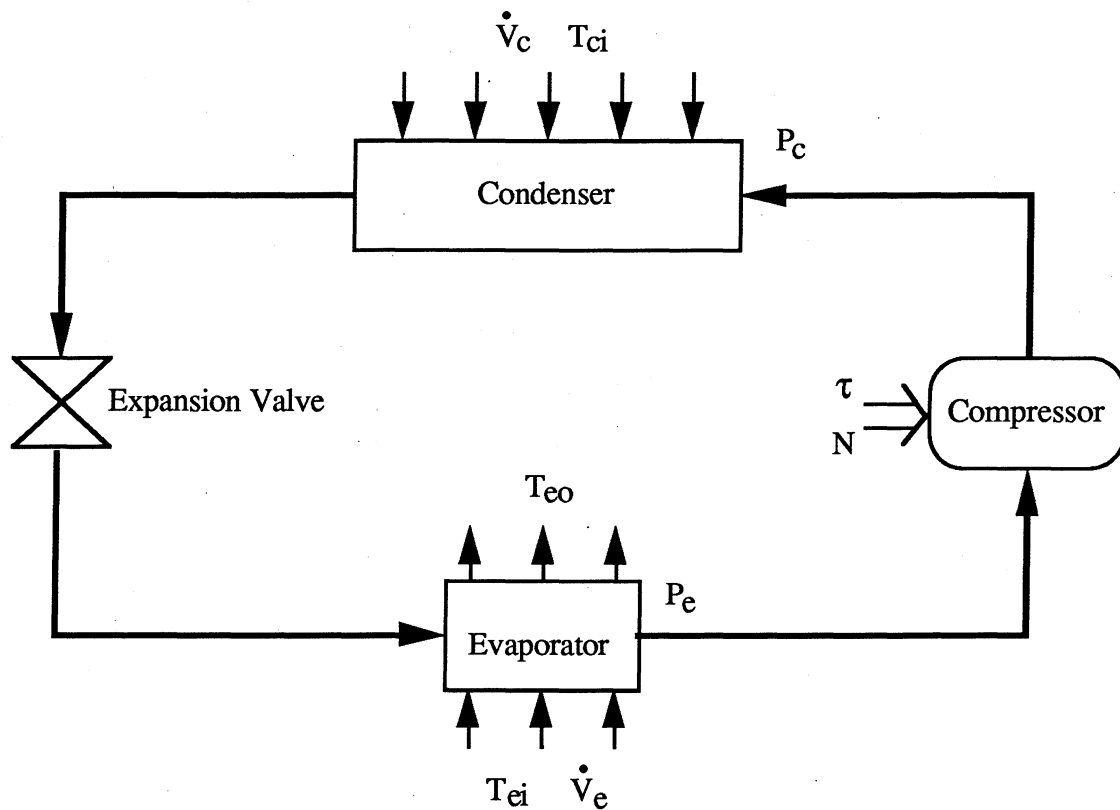 V̇c Tci
Pc
Condenser
Expansion Valve
τ
N
Compressor
Teo
Pe
Evaporator
Tei V̇e